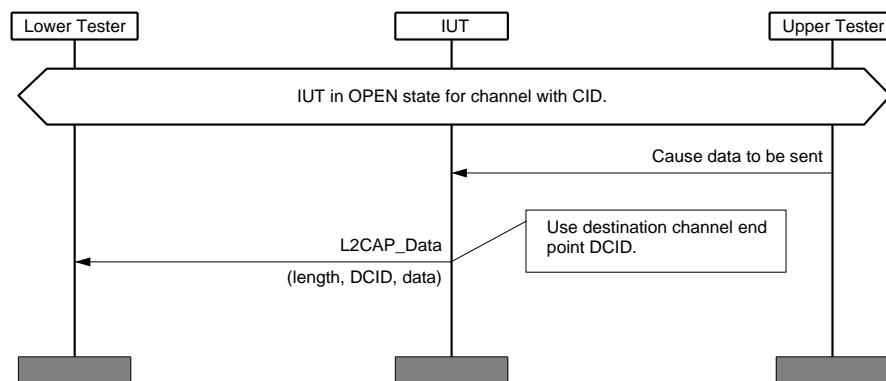 Lower Tester
IUT
Upper Tester
IUT in OPEN state for channel with CID.
Cause data to be sent
Use destination channel end
point DCID.
L2CAP_Data
(length, DCID, data)